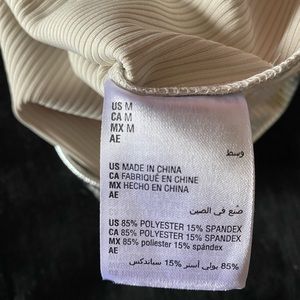 US M
CA M
MX M
AE
وسط
US MADE IN CHINA
CA FABRIQUÉ EN CHINE
MX HECHO EN CHINA
AE
صنع في الصين
US 85% POLYESTER 15% SPANDEX
CA 85% POLYESTER 15% SPANDEX
MX 85% poliester 15% spándex
AE
85% بولي أستر 15% سباندكس